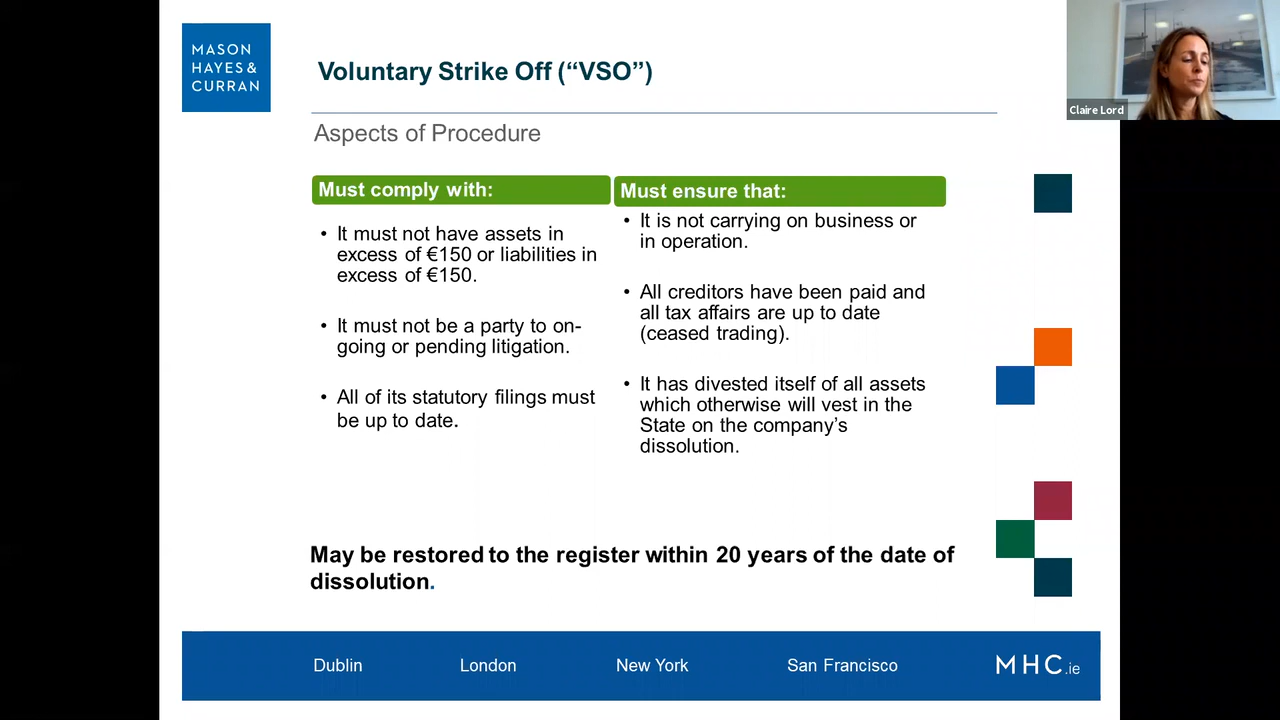 MASON
HAYES &
CURRAN
Voluntary Strike Off (“VSO”)
Claire Lord
Aspects of Procedure
Must comply with:
• It must not have assets in
excess of €150 or liabilities in
excess of €150.
• It must not be a party to on-
going or pending litigation.
• All of its statutory filings must
be up to date.
Must ensure that:
• It is not carrying on business or
in operation.
• All creditors have been paid and
all tax affairs are up to date
(ceased trading).
• It has divested itself of all assets
which otherwise will vest in the
State on the company’s
dissolution.
May be restored to the register within 20 years of the date of
dissolution.
Dublin London New York San Francisco MHC.ie